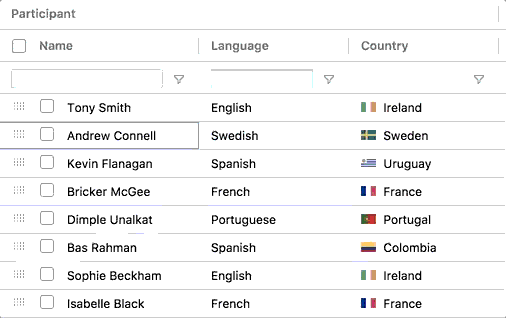 Participant
Name Language Country
Tony Smith English Ireland
Andrew Connell Swedish Sweden
Kevin Flanagan Spanish Uruguay
Bricker McGee French France
Dimple Unalkat Portuguese Portugal
Bas Rahman Spanish Colombia
Sophie Beckham English Ireland
Isabelle Black French France